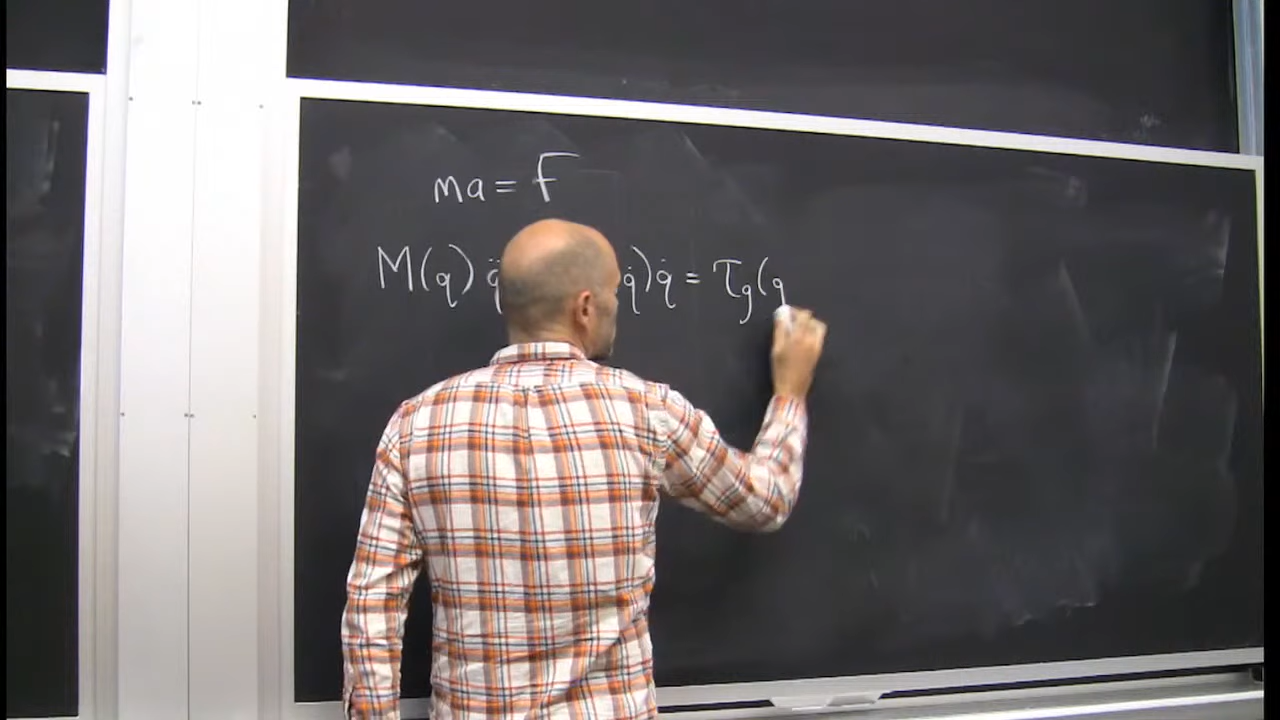 ma = F
M(q) q̈ q̇)q̇ = τg(q